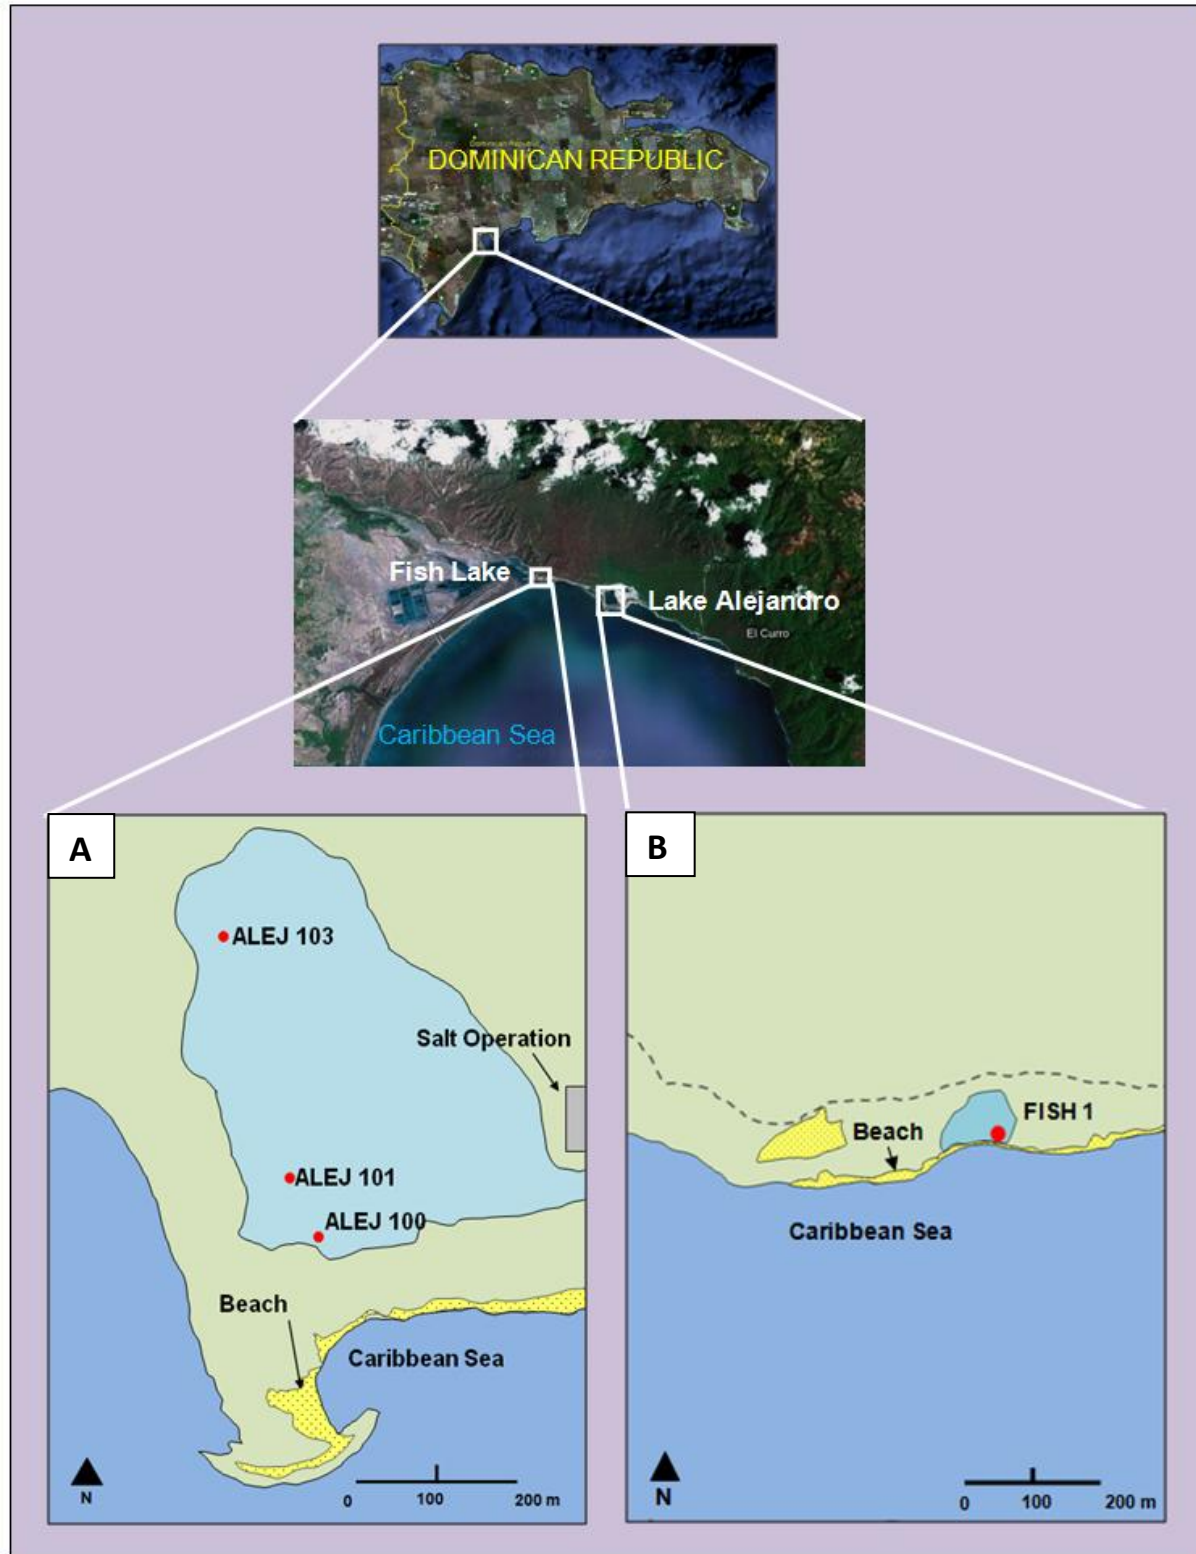 DOMINICAN REPUBLIC
Fish Lake
Lake Alejandro
El Curro
Caribbean Sea
A
ALEJ 103
Salt Operation
ALEJ 101
ALEJ 100
Beach
Caribbean Sea
N
0 100 200 m
B
FISH 1
Beach
Caribbean Sea
N
0 100 200 m